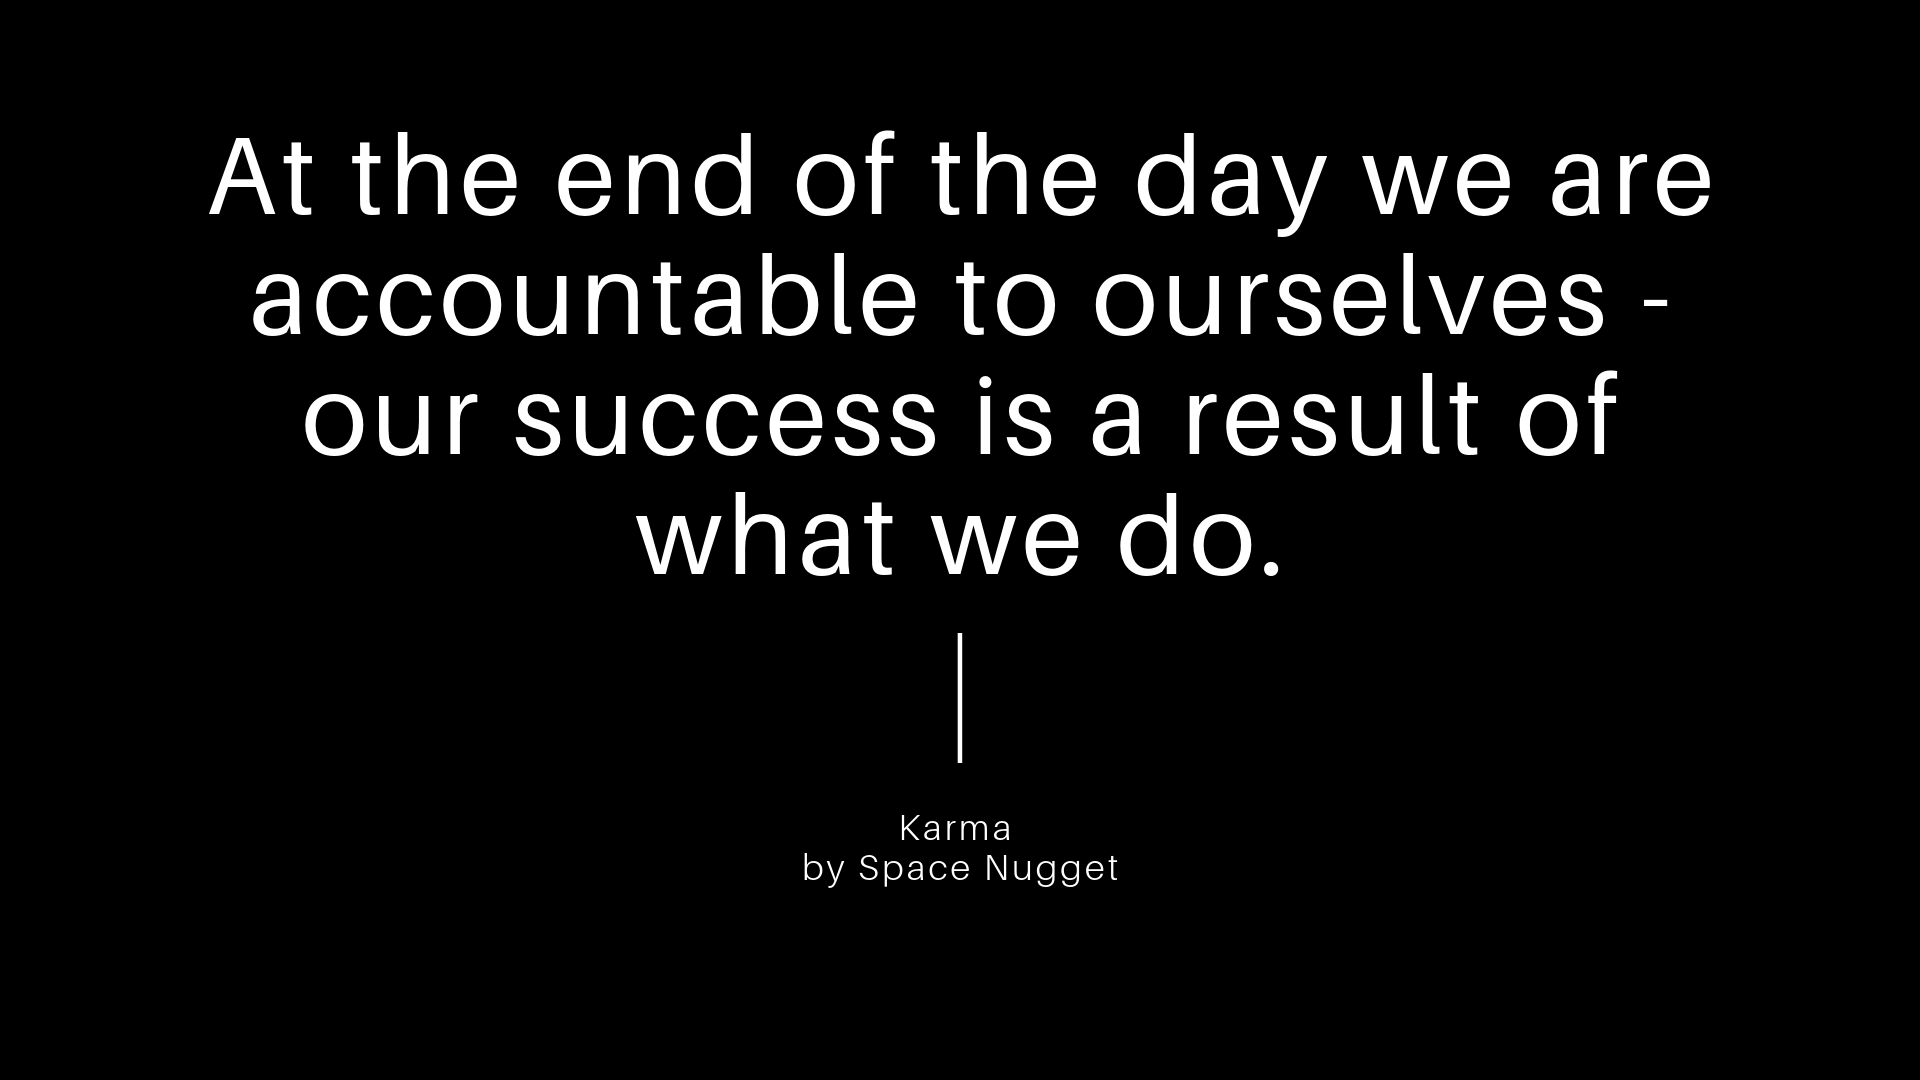 At the end of the day we are
accountable to ourselves -
our success is a result of
what we do.
Karma
by Space Nugget